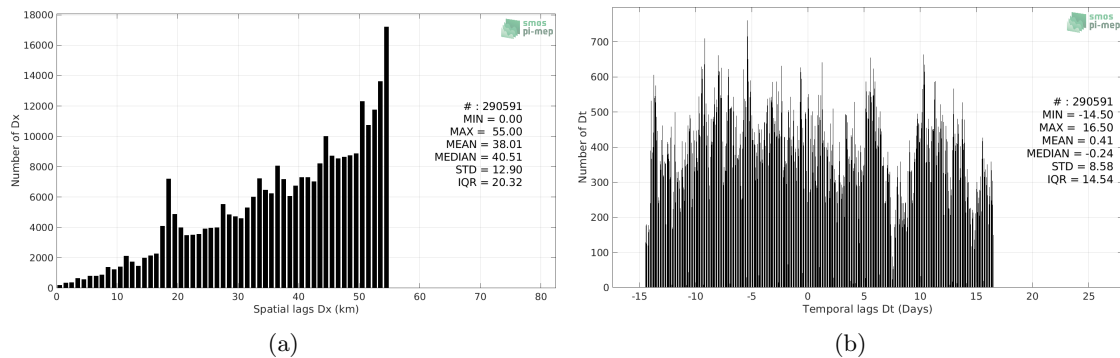 18000
16000
14000
12000
10000
8000
6000
4000
2000
0
Number of Dx
smos
pi-mep
# : 290591
MIN = 0.00
MAX = 55.00
MEAN = 38.01
MEDIAN = 40.51
STD = 12.90
IQR = 20.32
0 10 20 30 40 50 60 70 80
Spatial lags Dx (km)
(a)
700
600
500
400
300
200
100
0
Number of Dt
smos
pi-mep
# : 290591
MIN = -14.50
MAX = 16.50
MEAN = 0.41
MEDIAN = -0.24
STD = 8.58
IQR = 14.54
-15 -10 -5 0 5 10 15 20 25
Temporal lags Dt (Days)
(b)